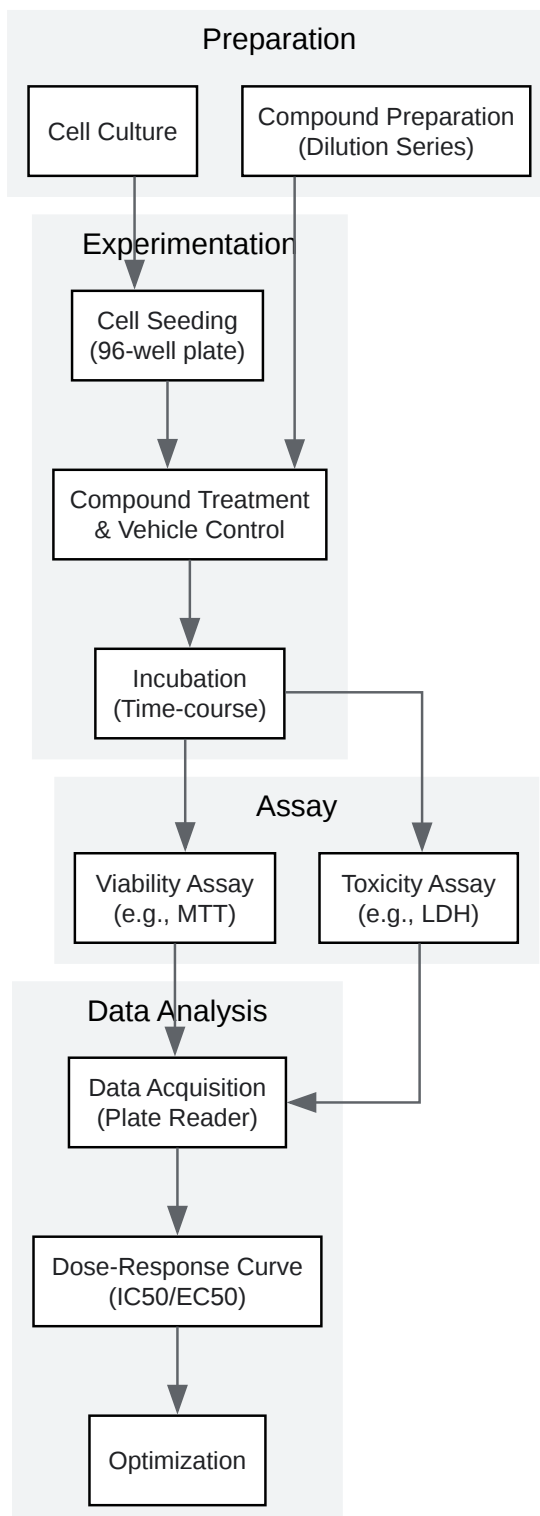 Preparation
Cell Culture
Compound Preparation
(Dilution Series)
Experimentation
Cell Seeding
(96-well plate)
Compound Treatment
& Vehicle Control
Incubation
(Time-course)
Assay
Viability Assay
(e.g., MTT)
Toxicity Assay
(e.g., LDH)
Data Analysis
Data Acquisition
(Plate Reader)
Dose-Response Curve
(IC50/EC50)
Optimization